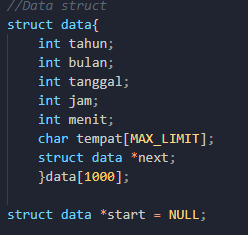 //Data struct
struct data{
    int tahun;
    int bulan;
    int tanggal;
    int jam;
    int menit;
    char tempat[MAX_LIMIT];
    struct data *next;
    }data[1000];

struct data *start = NULL;